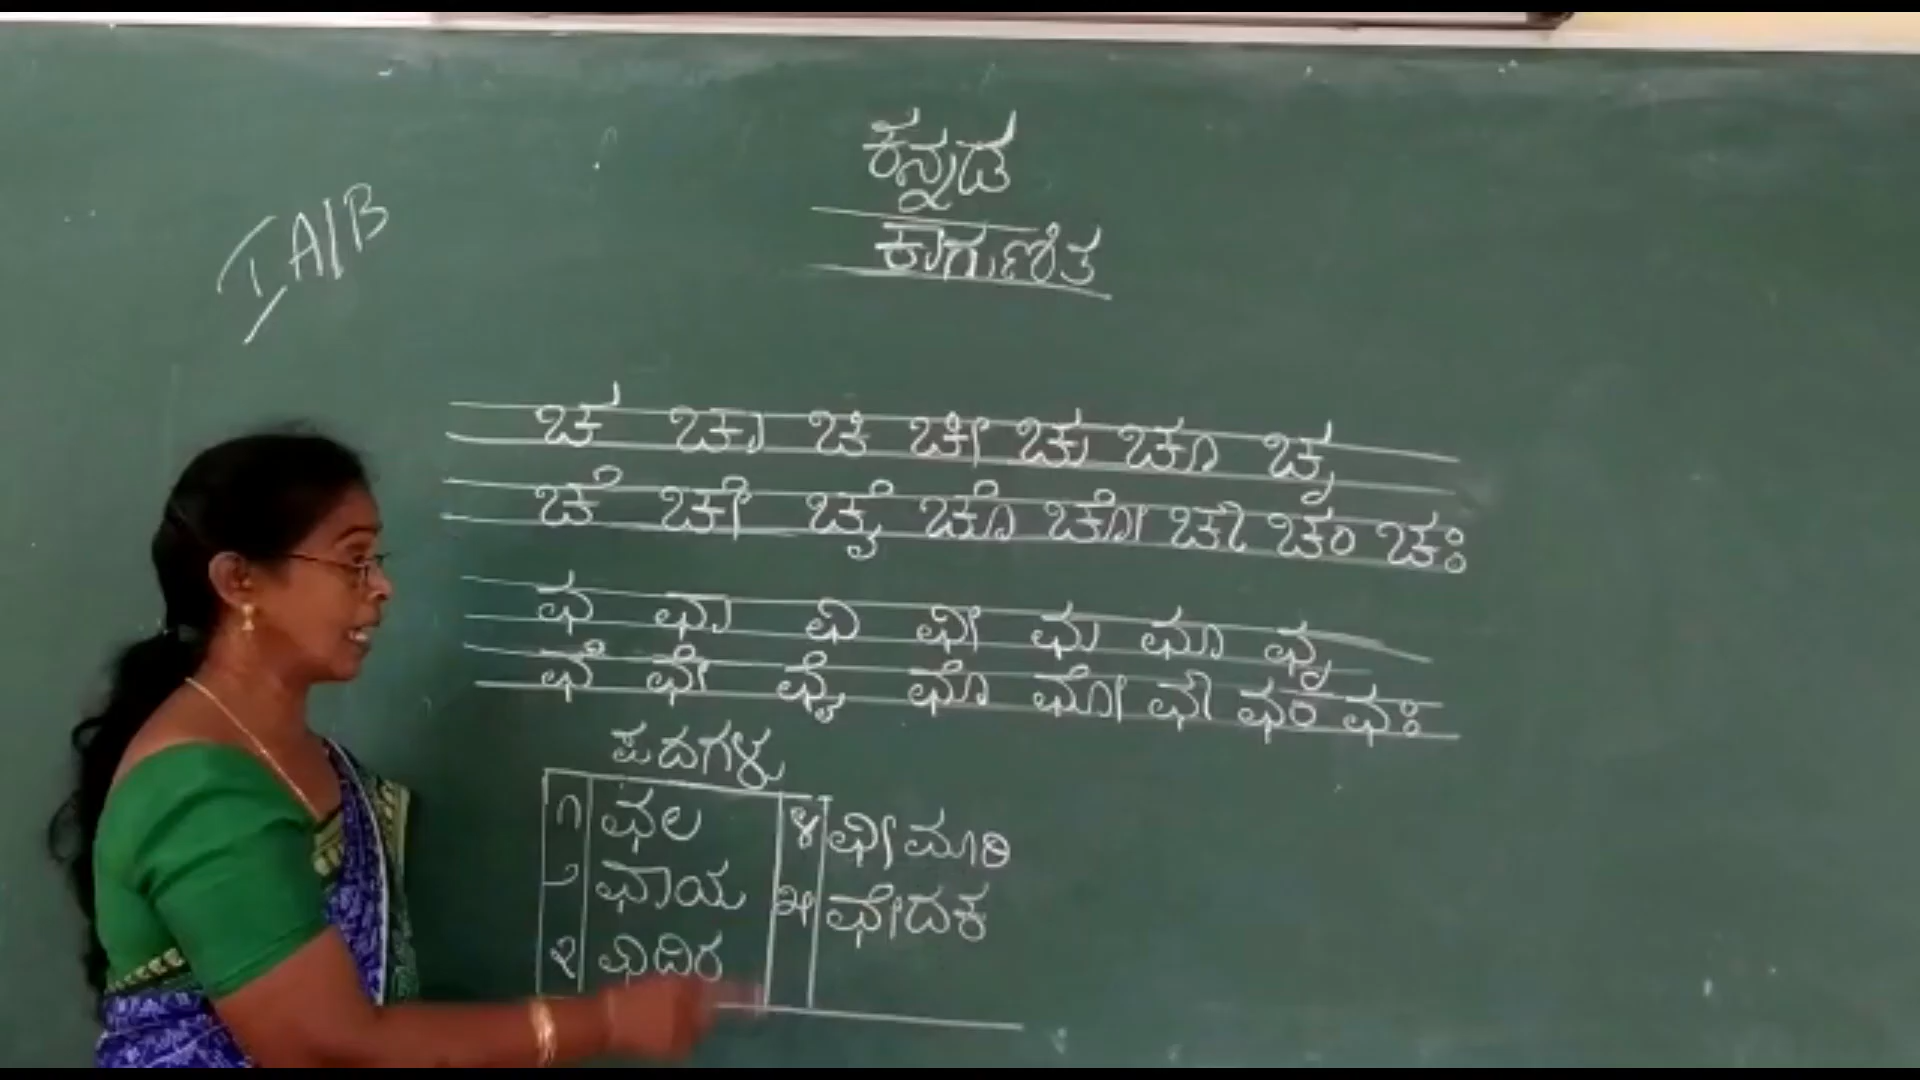 I A/B
ಕನ್ನಡ
ಕಾಗುಣಿತ
ಚ ಚಾ ಚಿ ಚೀ ಚು ಚೂ ಚೃ
ಚೆ ಚೇ ಚೈ ಚೊ ಚೋ ಚೌ ಚಂ ಚಃ
ಛ ಛಾ ಛಿ ಛೀ ಛು ಛೂ ಛೃ
ಛೆ ಛೇ ಛೈ ಛೊ ಛೋ ಛೌ ಛಂ ಛಃ
ಪದಗಳು
೧ ಛಲ ೪ ಛೀಮಾರಿ
೨ ಛಾಯ ೫ ಛೇದಕ
೩ ಛಿದಿರ